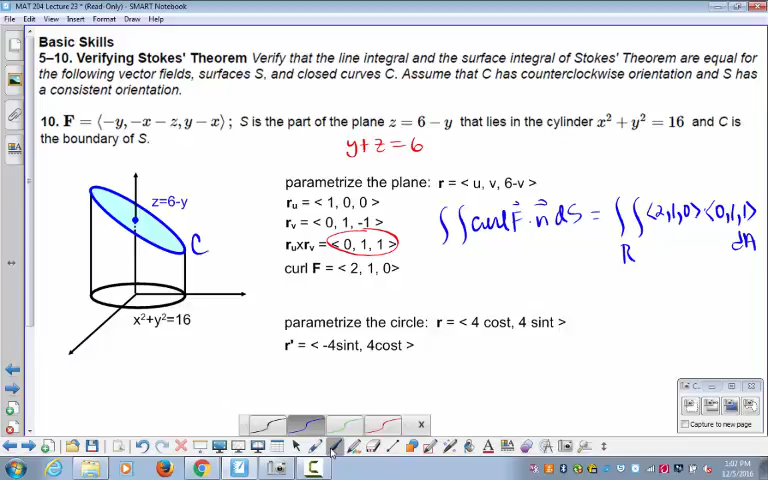 MAT 204 Lecture 23 * (Read-Only) - SMART Notebook
File Edit View Insert Format Tools Draw Help
Basic Skills
5–10. Verifying Stokes' Theorem Verify that the line integral and the surface integral of Stokes' Theorem are equal for
the following vector fields, surfaces S, and closed curves C. Assume that C has counterclockwise orientation and S has
a consistent orientation.
10. F = ⟨−y, −x − z, y − x⟩; S is the part of the plane z = 6 − y that lies in the cylinder x² + y² = 16 and C is
the boundary of S.
y+z=6
parametrize the plane: r = < u, v, 6-v >
z=6-y
r_u = < 1, 0, 0 >
r_v = < 0, 1, -1 >
∫∫ curl F⃗ · n⃗ dS = ∫∫ <2,1,0> <0,1,1>
C
r_uxr_v = < 0, 1, 1 >
R
dA
curl F = < 2, 1, 0>
x²+y²=16
parametrize the circle: r = < 4 cost, 4 sint >
r' = < -4sint, 4cost >
Capture to new page
1:02 PM
12/5/2016